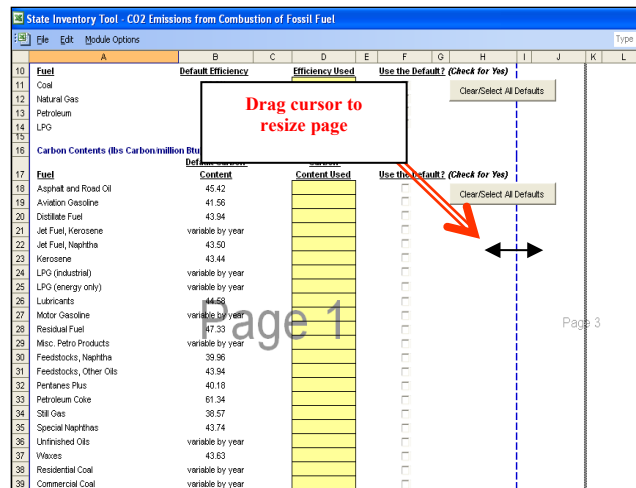 State Inventory Tool - CO2 Emissions from Combustion of Fossil Fuel
File Edit Module Options Type
A B C D E F G H I J K L
10 Fuel Default Efficiency Efficiency Used Use the Default? (Check for Yes)
11 Coal Clear/Select All Defaults
12 Natural Gas
13 Petroleum
14 LPG
15
Drag cursor to
resize page
16 Carbon Contents (lbs Carbon/million Btu
17 Fuel Content Content Used Use the Default? (Check for Yes)
18 Asphalt and Road Oil 45.42 Clear/Select All Defaults
19 Aviation Gasoline 41.56
20 Distillate Fuel 43.94
21 Jet Fuel, Kerosene variable by year
22 Jet Fuel, Naphtha 43.50
23 Kerosene 43.44
24 LPG (industrial) variable by year
25 LPG (energy only) variable by year
26 Lubricants 44.58
27 Motor Gasoline variable by year
28 Residual Fuel 47.33
29 Misc. Petro Products variable by year
30 Feedstocks, Naphtha 39.96
31 Feedstocks, Other Oils 43.94
32 Pentanes Plus 40.18
33 Petroleum Coke 61.34
34 Still Gas 38.57
35 Special Naphthas 43.74
36 Unfinished Oils variable by year
37 Waxes 43.63
38 Residential Coal variable by year
39 Commercial Coal variable by year
Page 1
Page 3